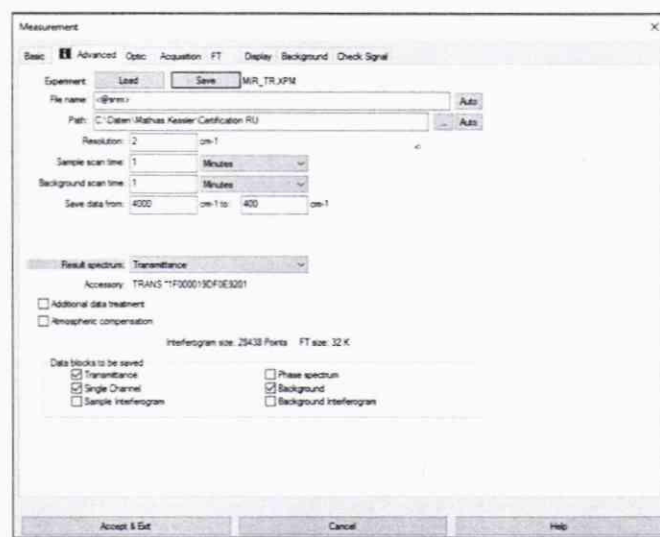 Measurement
Basic Advanced Optic Acquisition FT Display Background Check Signal
Experiment: Load Save MIR_TR.XPM
File name: <@snm> Auto
Path: C:\Daten\Mathias Kessler\Certification RU ... Auto
Resolution: 2 cm-1
Sample scan time: 1 Minutes
Background scan time: 1 Minutes
Save data from: 4000 cm-1 to: 400 cm-1
Result spectrum: Transmittance
Accessory: TRANS
Additional data treatment
Atmospheric compensation
Interferogram size: 28438 Points FT size: 32 K
Data blocks to be saved
Transmittance Phase spectrum
Single Channel Background
Sample Interferogram Background Interferogram
Accept & Exit Cancel Help